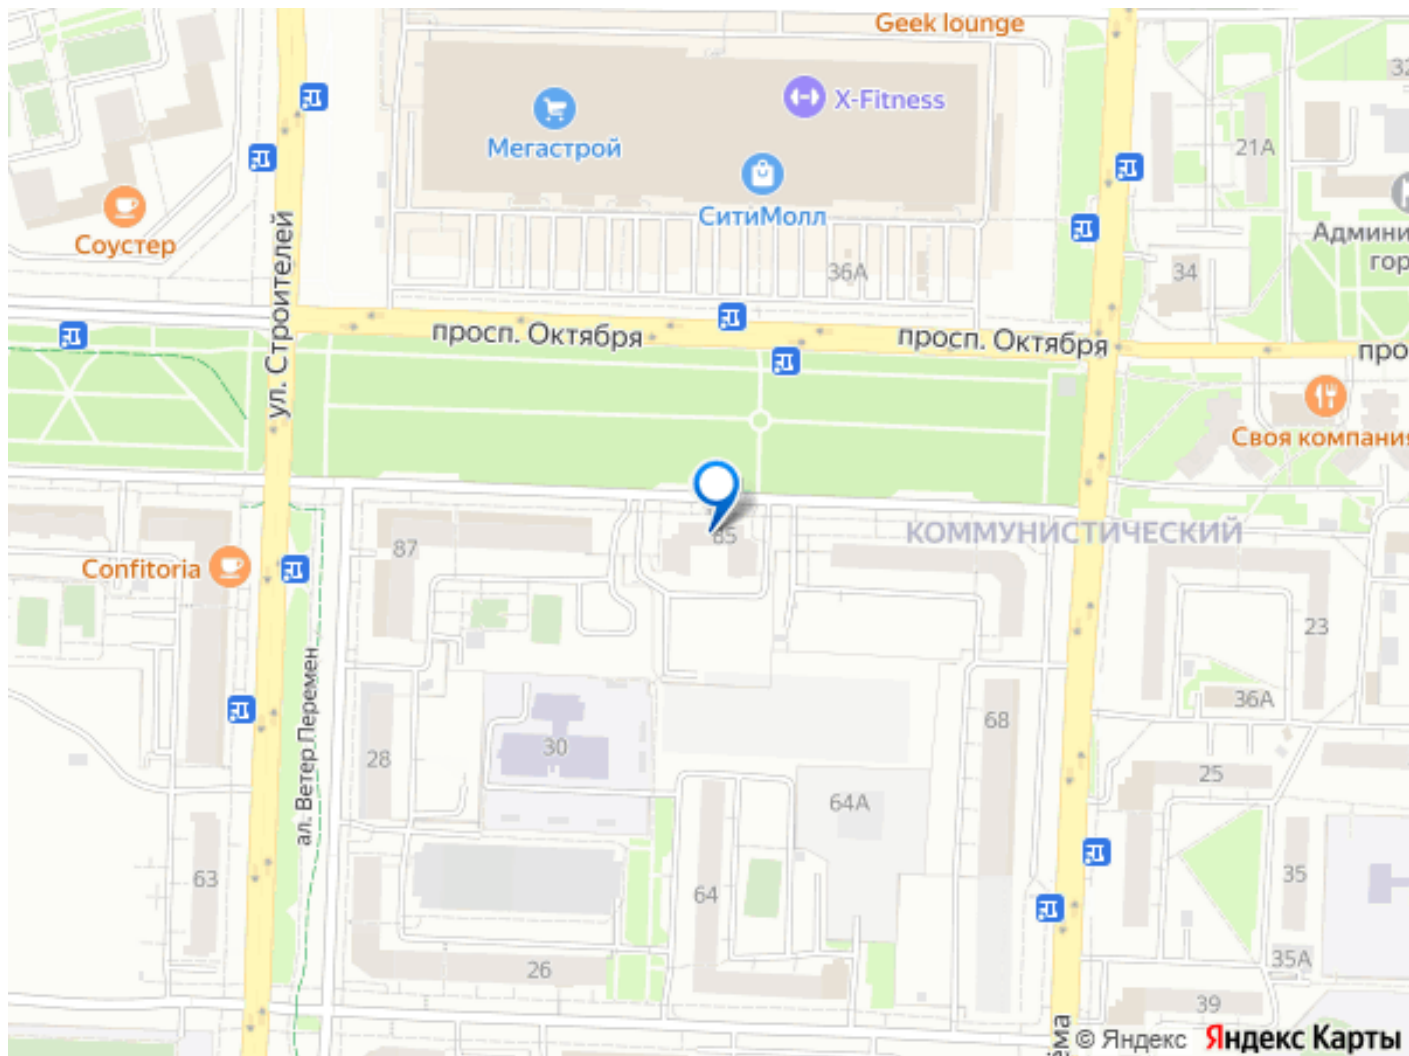 Geek lounge
32
X-Fitness
Мегастрой
21А
СитиМолл
Соустер
Админи
гор
36А
34
ул. Строителей
просп. Октября
просп. Октября
про
Своя компания
КОММУНИСТИЧЕСКИЙ
85
87
Confitoria
23
ал. Ветер Перемен
36А
68
28
30
25
64А
63
64
35
26
35А
39
ёма
© Яндекс Яндекс Карты